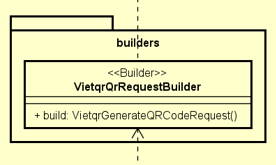 builders
<<Builder>>
VietqrQrRequestBuilder
+ build: VietqrGenerateQRCodeRequest()